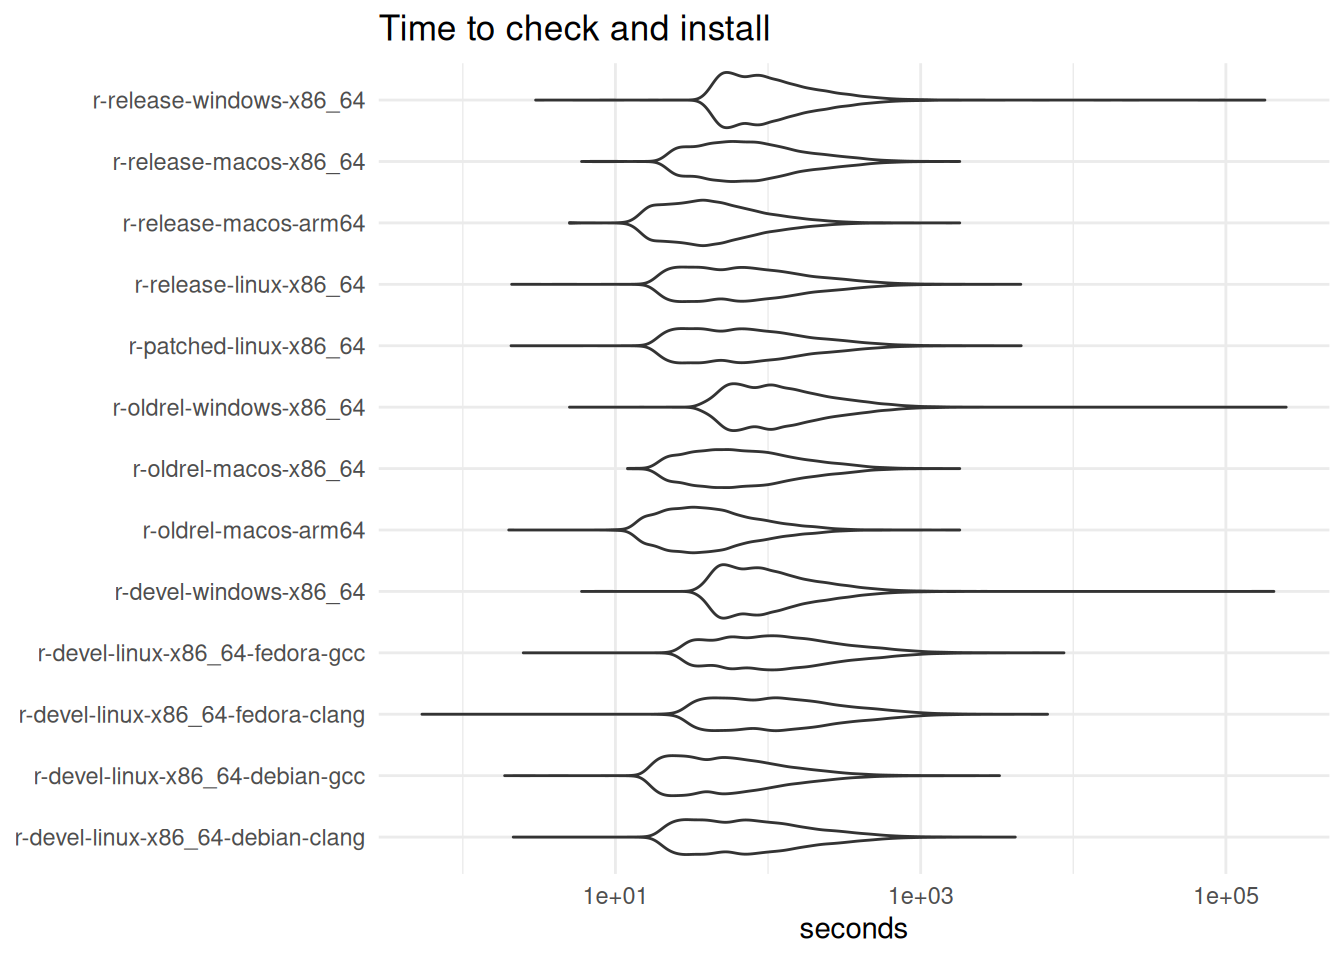 Time to check and install
r-release-windows-x86_64
r-release-macos-x86_64
r-release-macos-arm64
r-release-linux-x86_64
r-patched-linux-x86_64
r-oldrel-windows-x86_64
r-oldrel-macos-x86_64
r-oldrel-macos-arm64
r-devel-windows-x86_64
r-devel-linux-x86_64-fedora-gcc
r-devel-linux-x86_64-fedora-clang
r-devel-linux-x86_64-debian-gcc
r-devel-linux-x86_64-debian-clang
1e+01 1e+03 1e+05
seconds